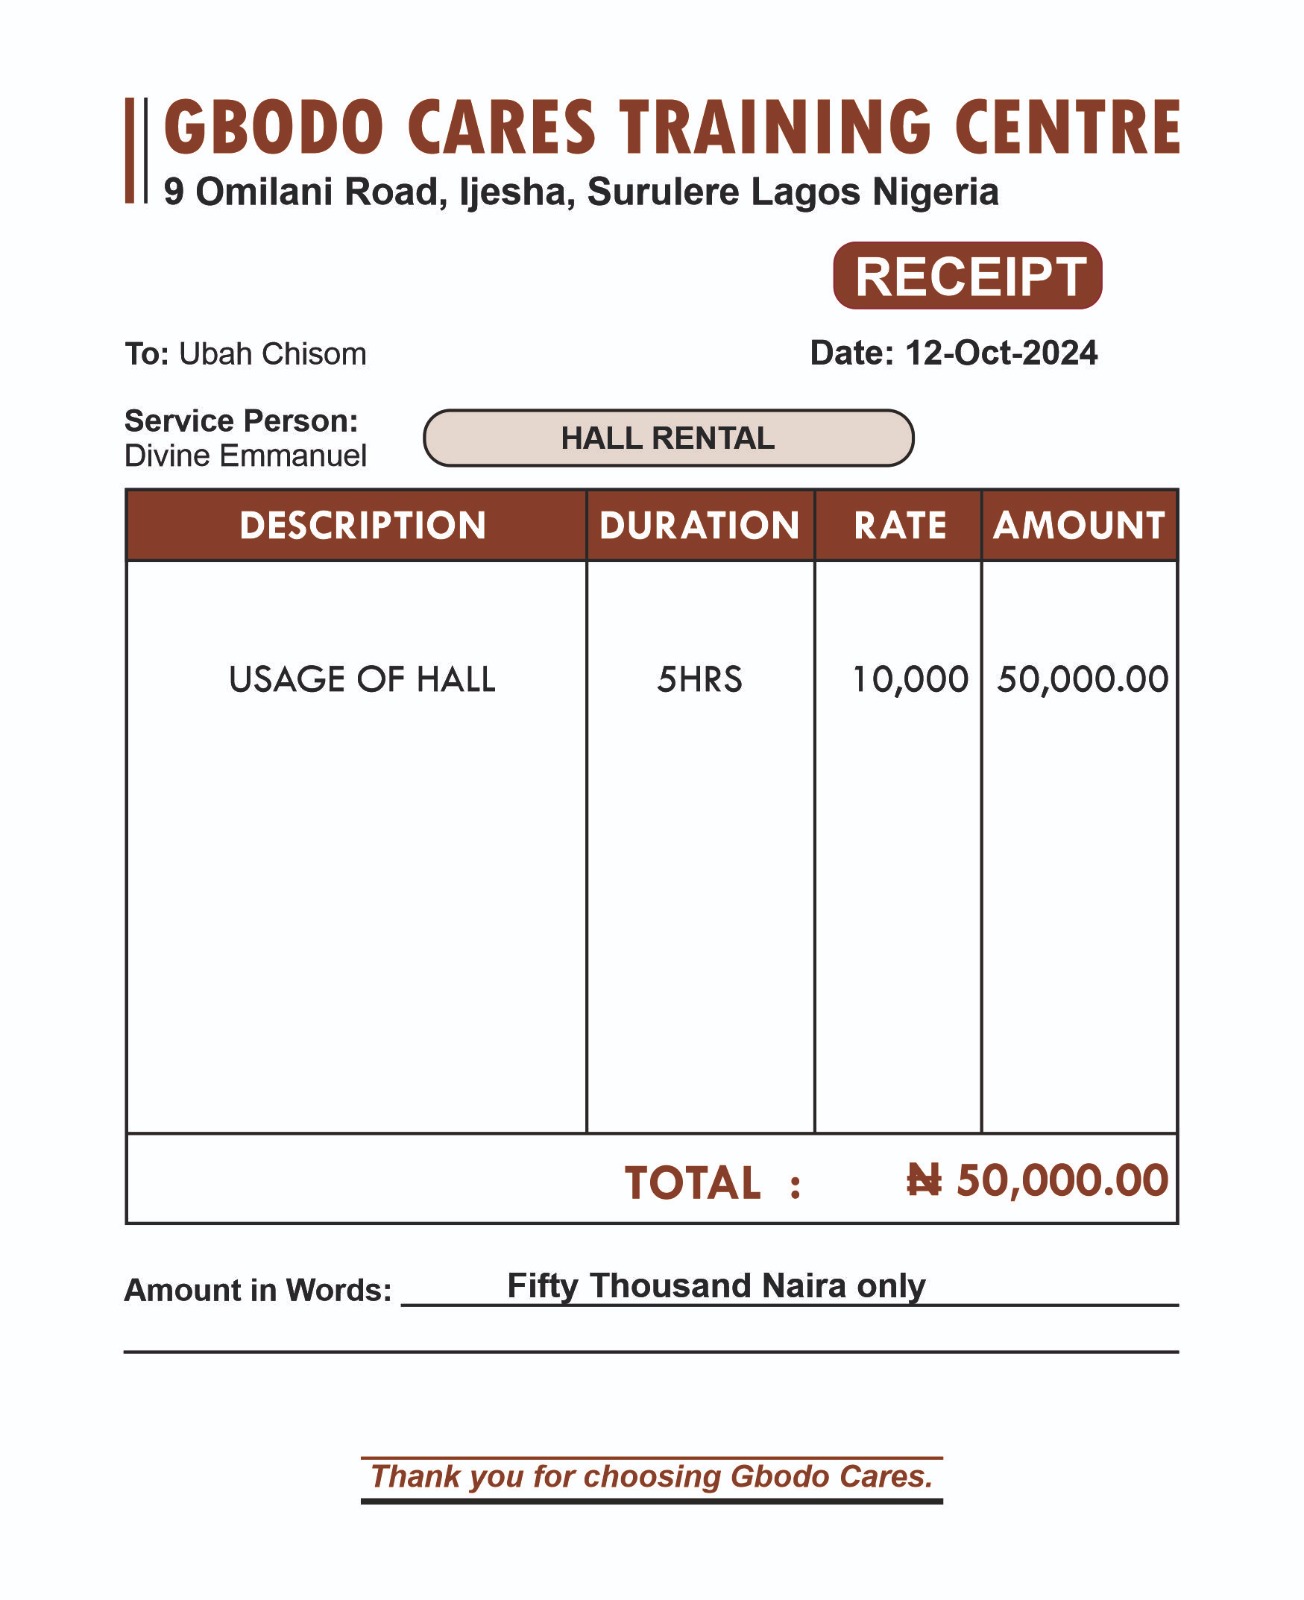 GBODO CARES TRAINING CENTRE
9 Omilani Road, Ijesha, Surulere Lagos Nigeria
RECEIPT
To: Ubah Chisom
Date: 12-Oct-2024
Service Person:
Divine Emmanuel
HALL RENTAL
DESCRIPTION DURATION RATE AMOUNT
USAGE OF HALL 5HRS 10,000 50,000.00
TOTAL : ₦ 50,000.00
Amount in Words: Fifty Thousand Naira only
Thank you for choosing Gbodo Cares.